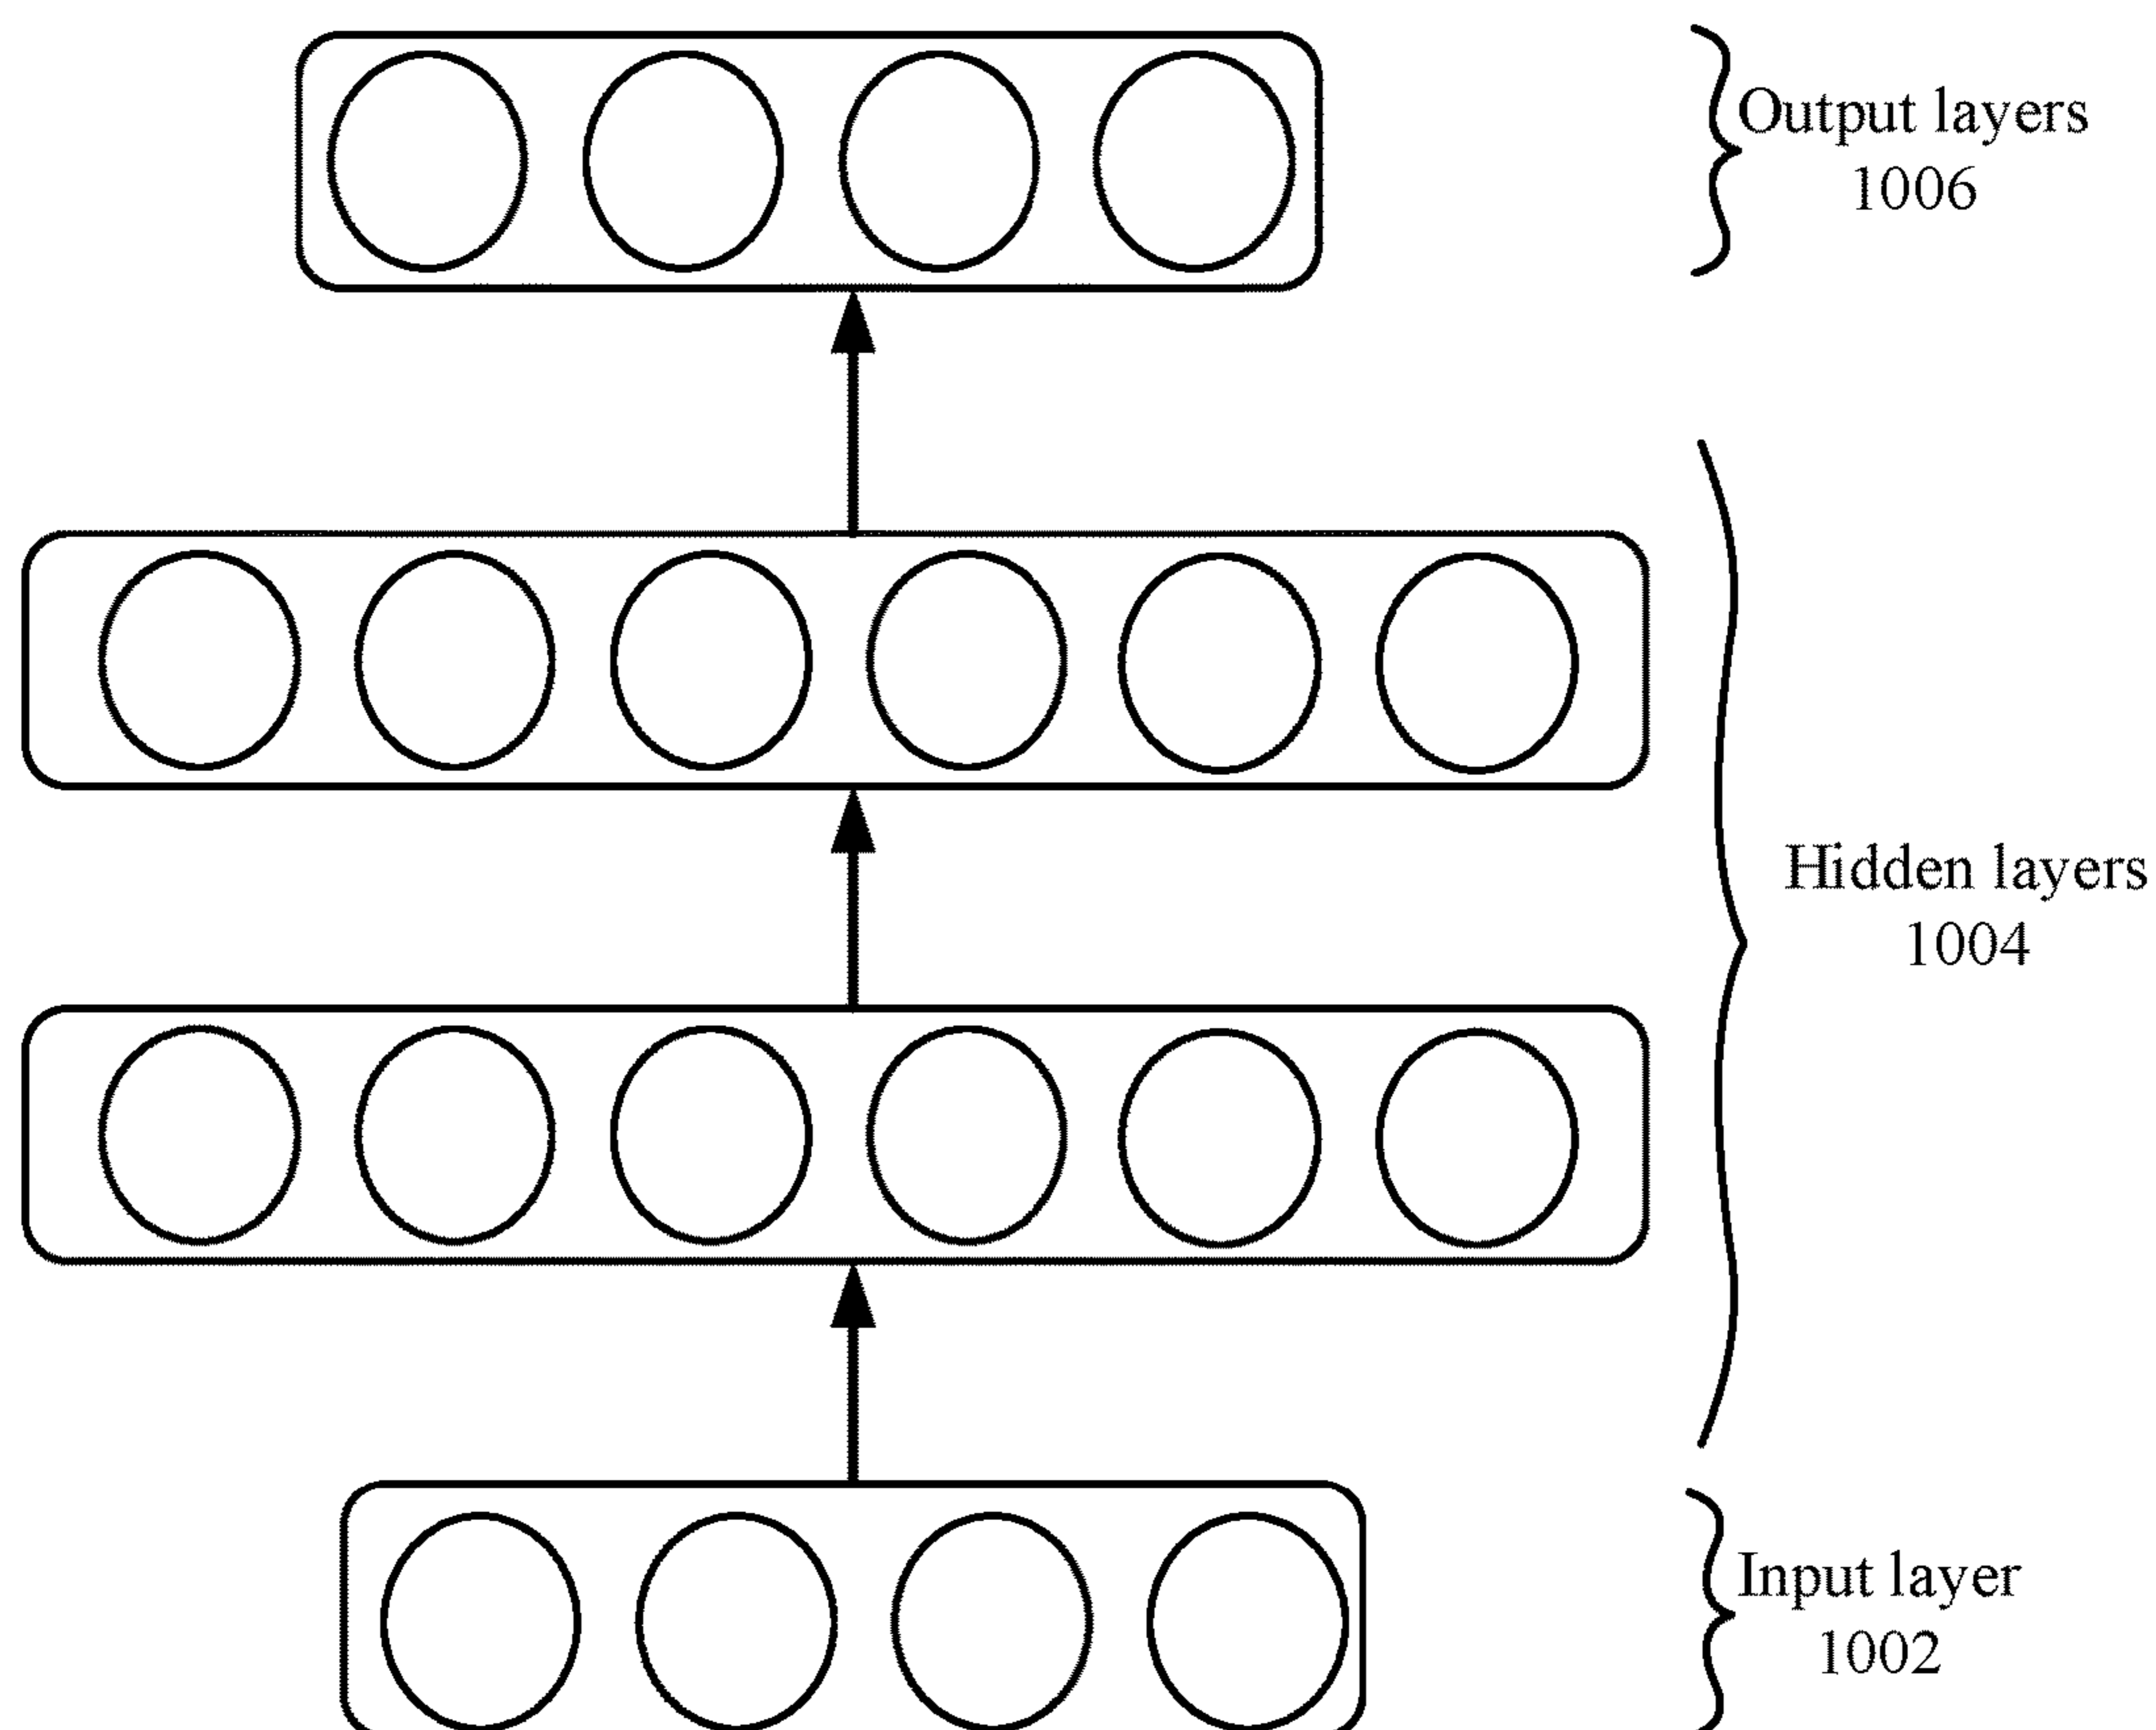 Output layers
1006
Hidden layers
1004
Input layer
1002